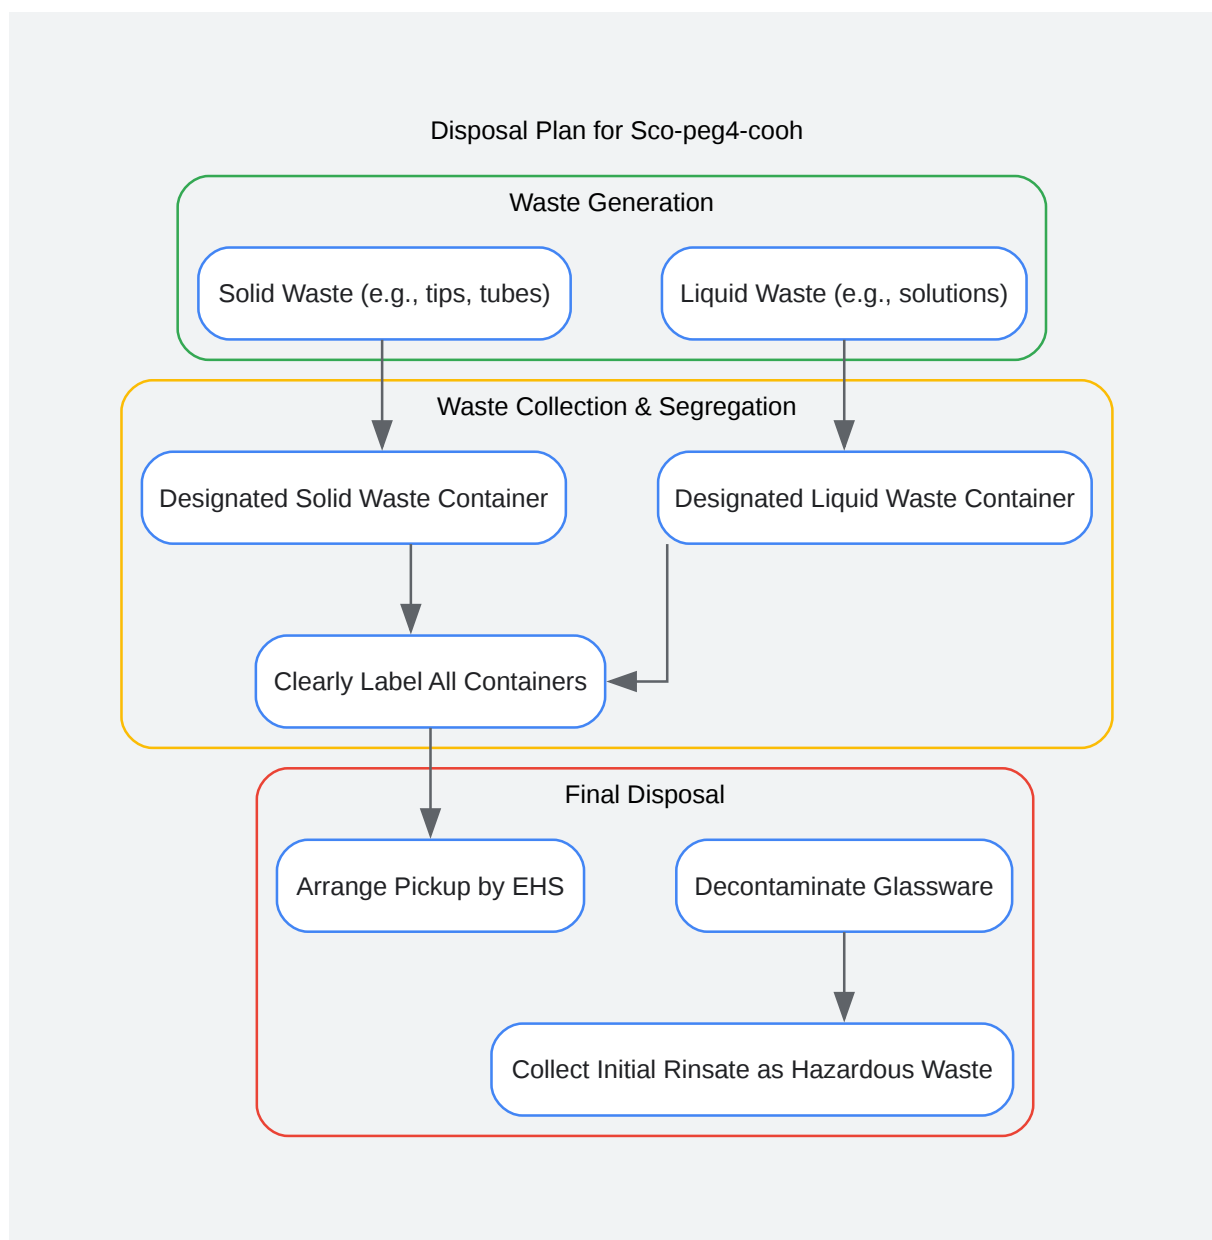 Disposal Plan for Sco-peg4-cooh
Waste Generation
Solid Waste (e.g., tips, tubes)
Liquid Waste (e.g., solutions)
Waste Collection & Segregation
Designated Solid Waste Container
Designated Liquid Waste Container
Clearly Label All Containers
Final Disposal
Arrange Pickup by EHS
Decontaminate Glassware
Collect Initial Rinsate as Hazardous Waste